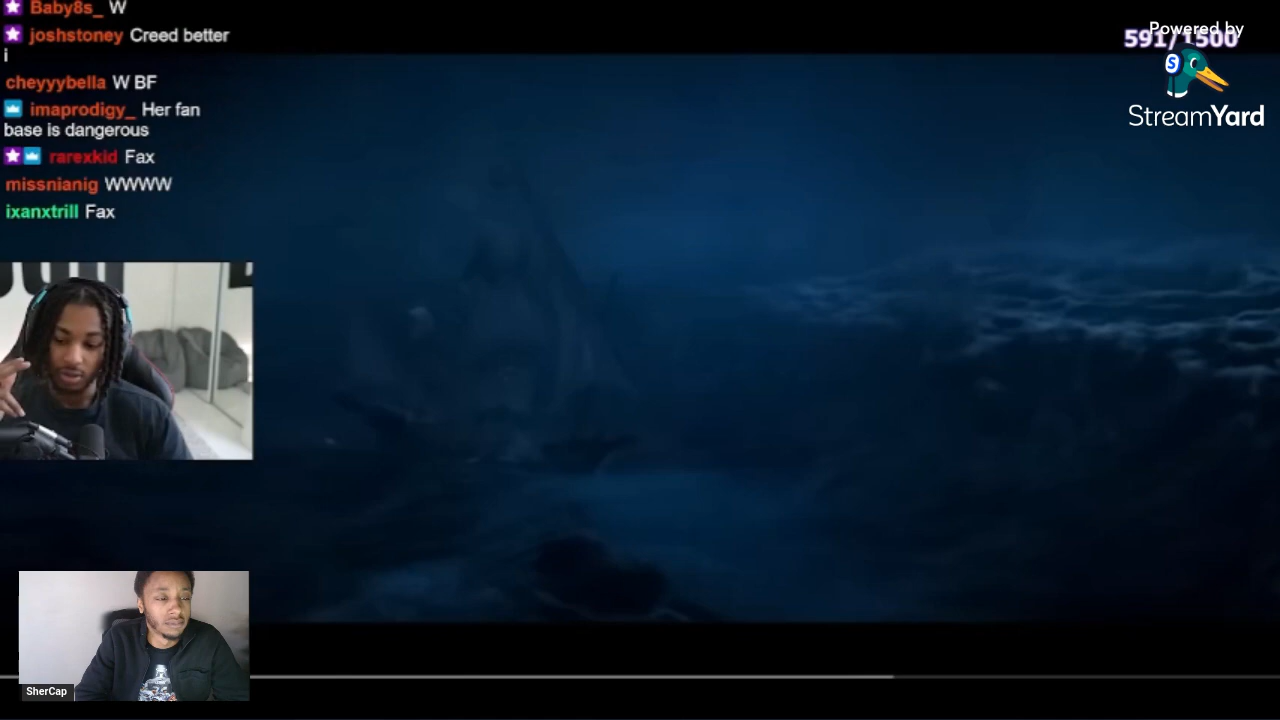 Baby8s_ W
joshstoney Creed better
i
cheyyybella W BF
imaprodigy_ Her fan
base is dangerous
rarexkid Fax
missnianig WWWW
ixanxtrill Fax
Powered by
591/1500
S
StreamYard
SherCap